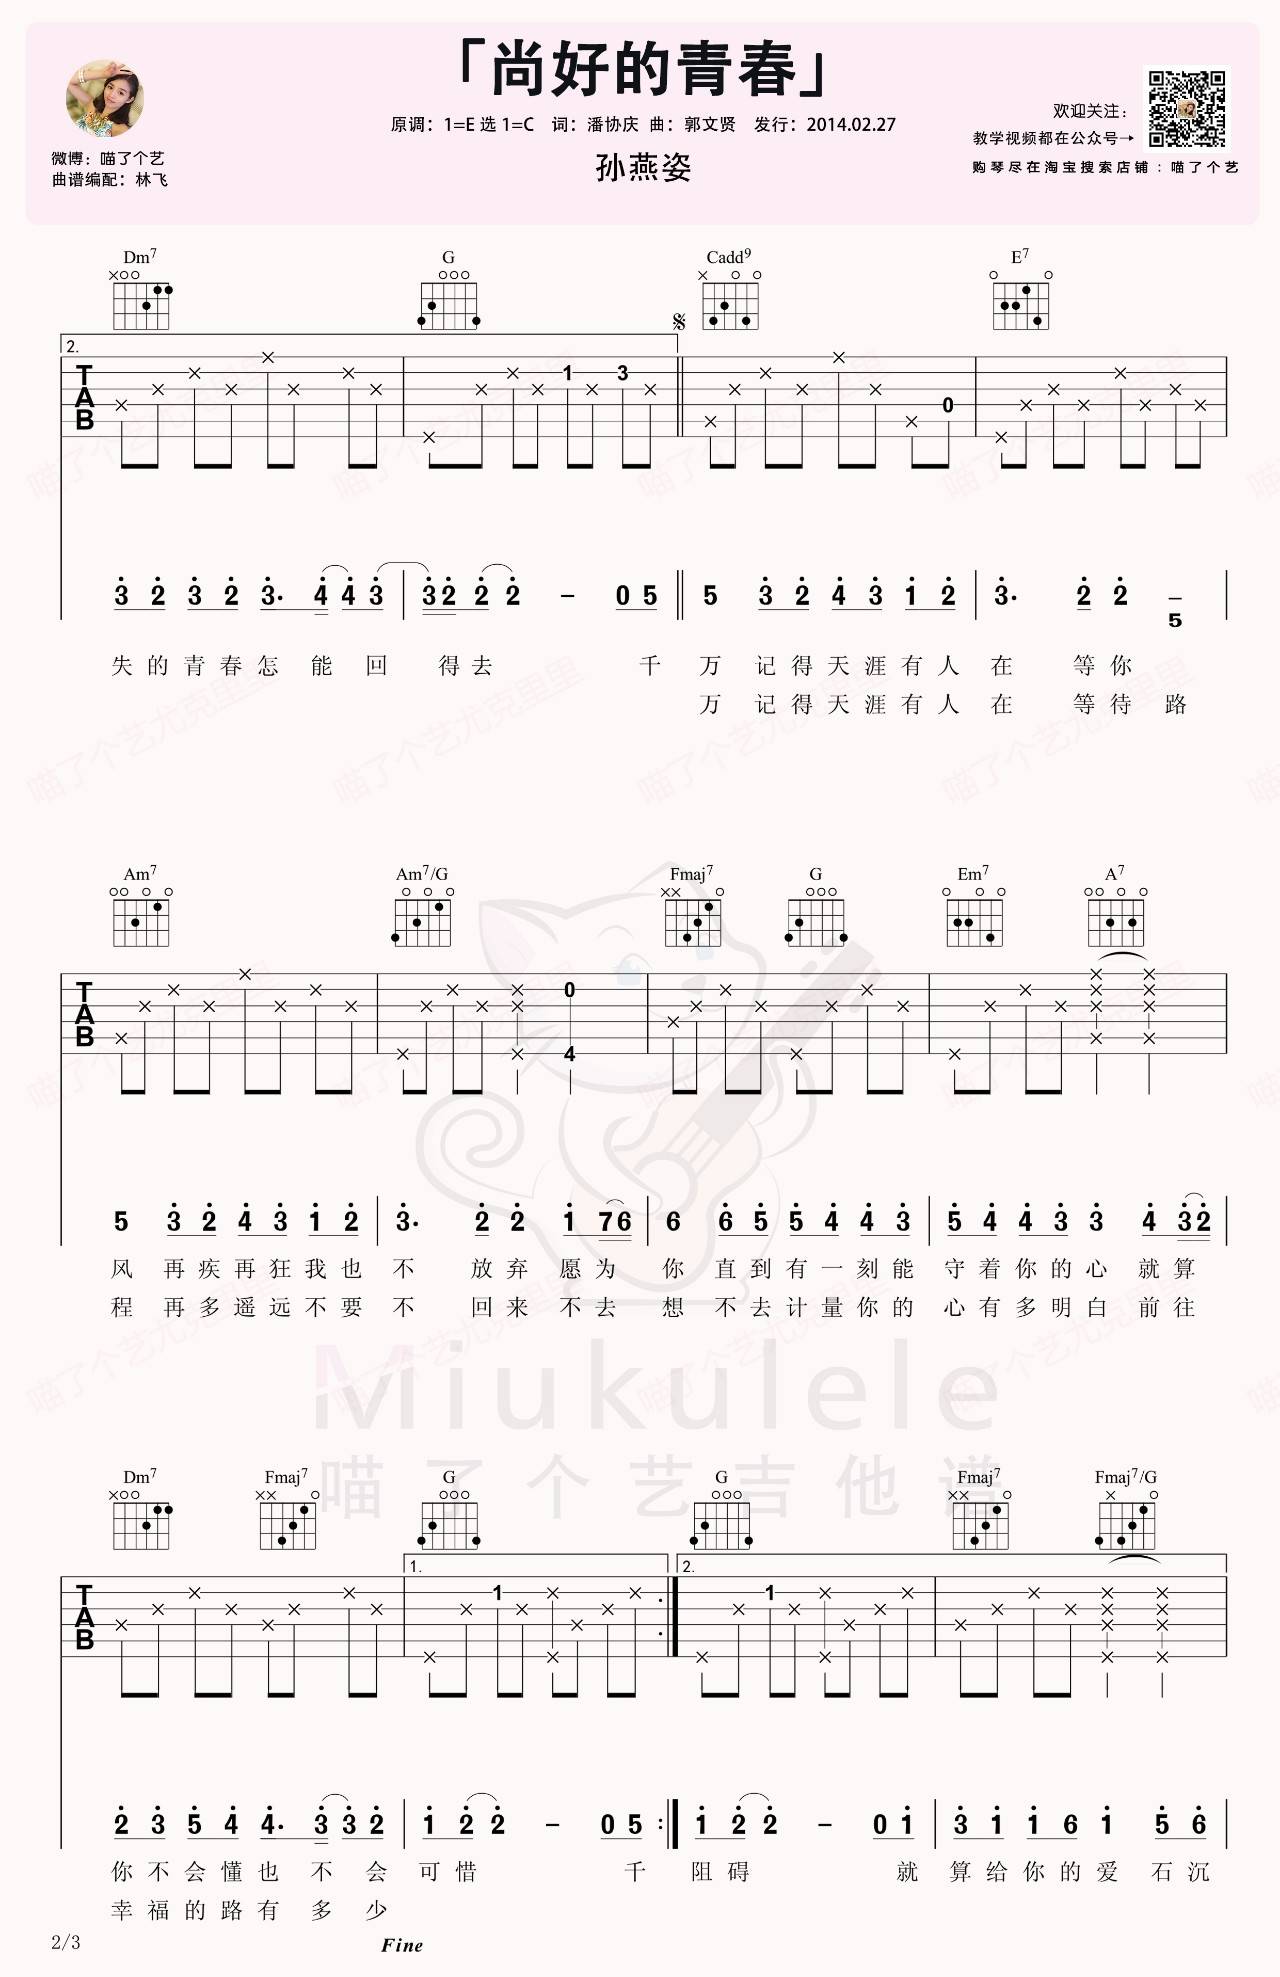 「尚好的青春」
原调：1=E 选 1=C 词：潘协庆 曲：郭文贤 发行：2014.02.27
孙燕姿
微博：喵了个艺
曲谱编配：林飞
欢迎关注：
教学视频都在公众号→
购琴尽在淘宝搜索店铺：喵了个艺
Dm7 G Cadd9 E7
2.
T
A
B
1 3 0
3 2 3 2 3. 4 4 3 3 2 2 2 – 0 5 5 3 2 4 3 1 2 3. 2 2 –
5
失的青春怎能回 得去 千 万 记得天涯有人 在 等你
万 记得天涯有人 在 等待 路
Am7 Am7/G Fmaj7 G Em7 A7
T
A
B
0
4
5 3 2 4 3 1 2 3. 2 2 1 7 6 6 6 5 5 4 4 3 5 4 4 3 3 4 3 2
风 再疾再狂我也 不 放弃 愿为 你 直到有一刻能 守着你的心 就算
程 再多遥远不要 不 回来 不去 想 不去计量你的 心有多明白 前往
Miukulele
喵了个艺吉他谱
Dm7 Fmaj7 G G Fmaj7 Fmaj7/G
1. 2.
T
A
B
1 1
2 3 5 4 4. 3 3 2 1 2 2 – 0 5 1 2 2 – 0 1 3 1 1 6 1 5 6
你不会懂也 不 会 可惜 千 阻碍 就 算给你的爱 石沉
幸福的路有 多 少
2/3
Fine
喵了个艺尤克里里